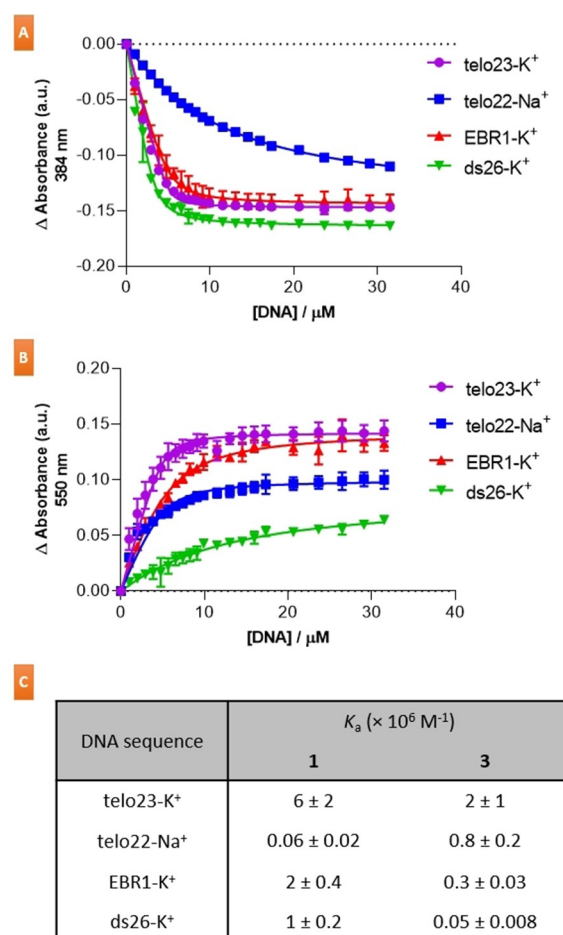 A
0.00
-0.05
-0.10
-0.15
-0.20
Δ Absorbance (a.u.)
384 nm
0
10
20
30
40
[DNA] / μM
telo23-K⁺
telo22-Na⁺
EBR1-K⁺
ds26-K⁺
B
0.20
0.15
0.10
0.05
0.00
Δ Absorbance (a.u.)
550 nm
0
10
20
30
40
[DNA] / μM
telo23-K⁺
telo22-Na⁺
EBR1-K⁺
ds26-K⁺
C
DNA sequence
Kₐ (× 10⁶ M⁻¹)
1 3
telo23-K⁺ 6 ± 2 2 ± 1
telo22-Na⁺ 0.06 ± 0.02 0.8 ± 0.2
EBR1-K⁺ 2 ± 0.4 0.3 ± 0.03
ds26-K⁺ 1 ± 0.2 0.05 ± 0.008